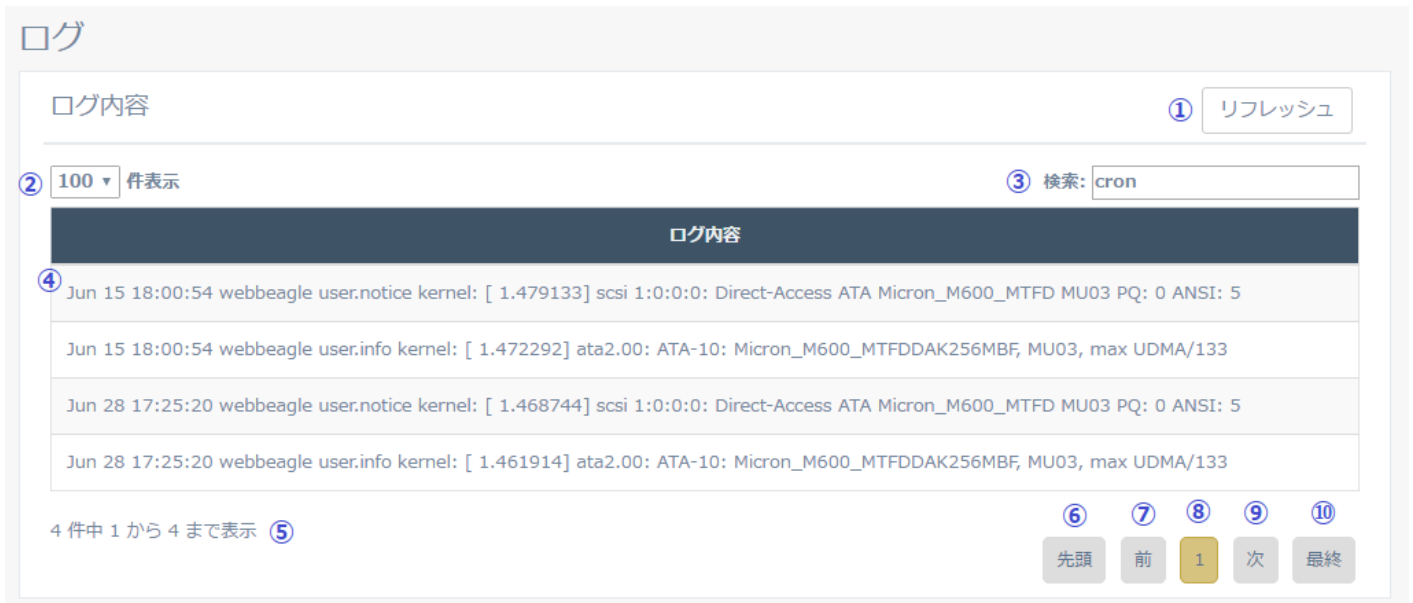 ログ
ログ内容
① リフレッシュ
② 100 ▾ 件表示
③ 検索: cron
ログ内容
④ Jun 15 18:00:54 webbeagle user.notice kernel: [ 1.479133] scsi 1:0:0:0: Direct-Access ATA Micron_M600_MTFD MU03 PQ: 0 ANSI: 5
Jun 15 18:00:54 webbeagle user.info kernel: [ 1.472292] ata2.00: ATA-10: Micron_M600_MTFDDAK256MBF, MU03, max UDMA/133
Jun 28 17:25:20 webbeagle user.notice kernel: [ 1.468744] scsi 1:0:0:0: Direct-Access ATA Micron_M600_MTFD MU03 PQ: 0 ANSI: 5
Jun 28 17:25:20 webbeagle user.info kernel: [ 1.461914] ata2.00: ATA-10: Micron_M600_MTFDDAK256MBF, MU03, max UDMA/133
4 件中 1 から 4 まで表示 ⑤
⑥ ⑦ ⑧ ⑨ ⑩
先頭 前 1 次 最終